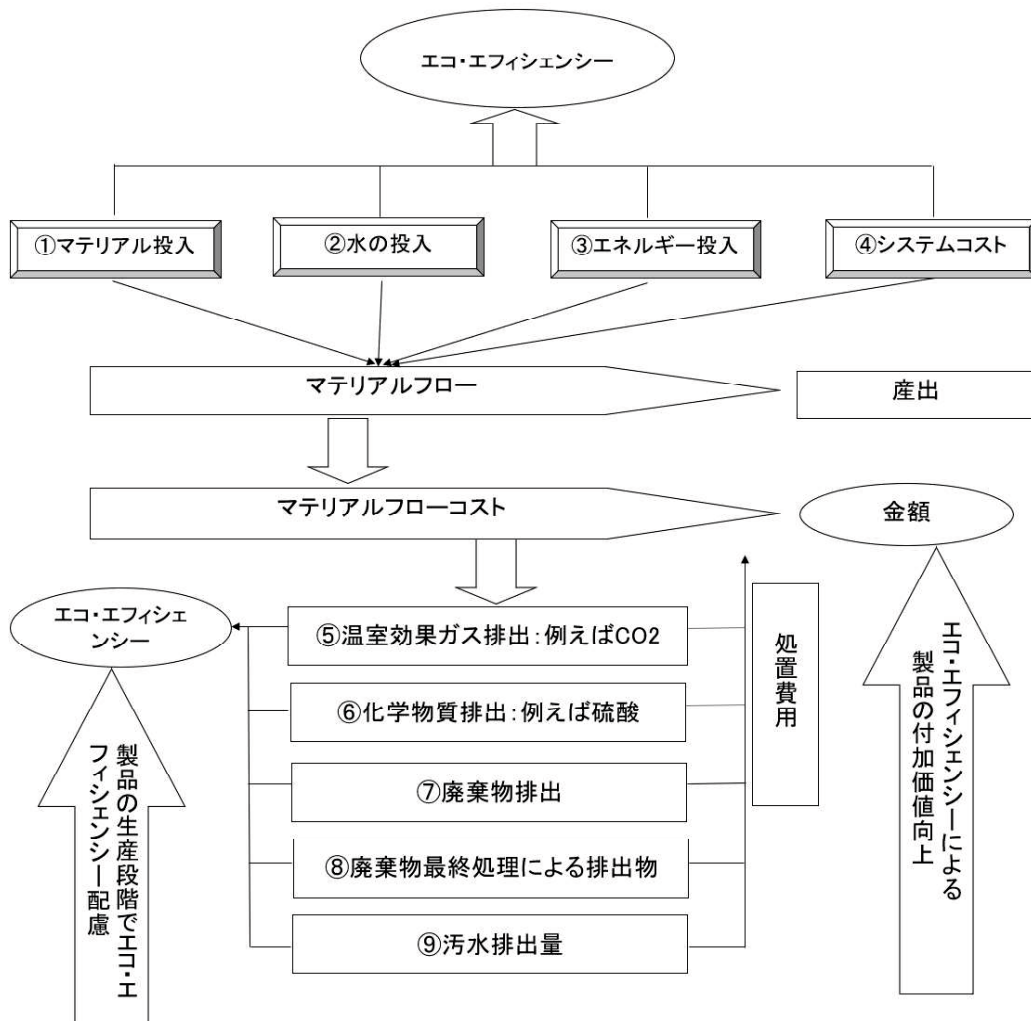 エコ・エフィシェンシー
①マテリアル投入
②水の投入
③エネルギー投入
④システムコスト
マテリアルフロー
産出
マテリアルフローコスト
金額
エコ・エフィシェ
ンシー
⑤温室効果ガス排出：例えばCO2
⑥化学物質排出：例えば硫酸
⑦廃棄物排出
⑧廃棄物最終処理による排出物
⑨汚水排出量
処置費用
製品の生産段階でエコ・エ
フィシェンシー配慮
エコ・エフィシェンシーによる
製品の付加価値向上